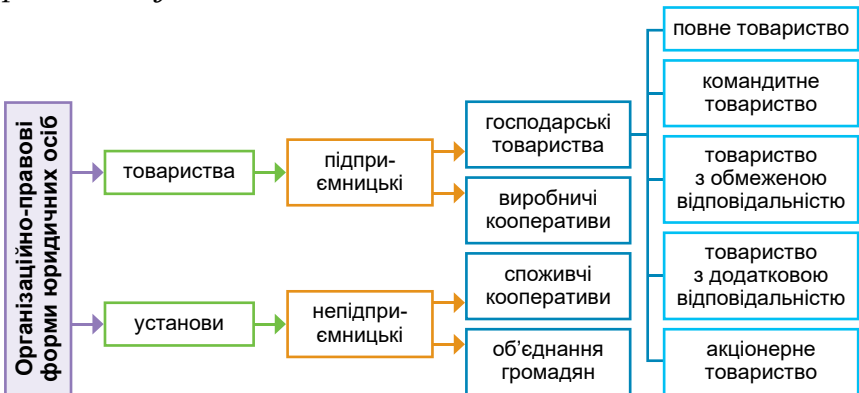 Організаційно-правові
форми юридичних осіб
товариства
установи
підпри-
ємницькі
непідпри-
ємницькі
господарські
товариства
виробничі
кооперативи
споживчі
кооперативи
об’єднання
громадян
повне товариство
командитне
товариство
товариство
з обмеженою
відповідальністю
товариство
з додатковою
відповідальністю
акціонерне
товариство